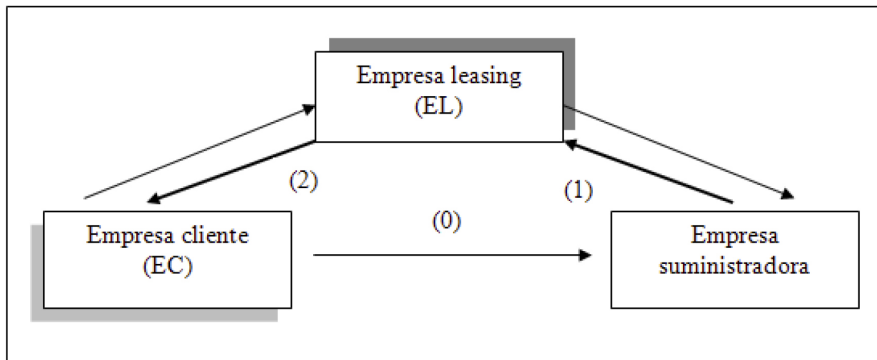 Empresa leasing
(EL)
(2)
(1)
(0)
Empresa cliente
(EC)
Empresa
suministradora